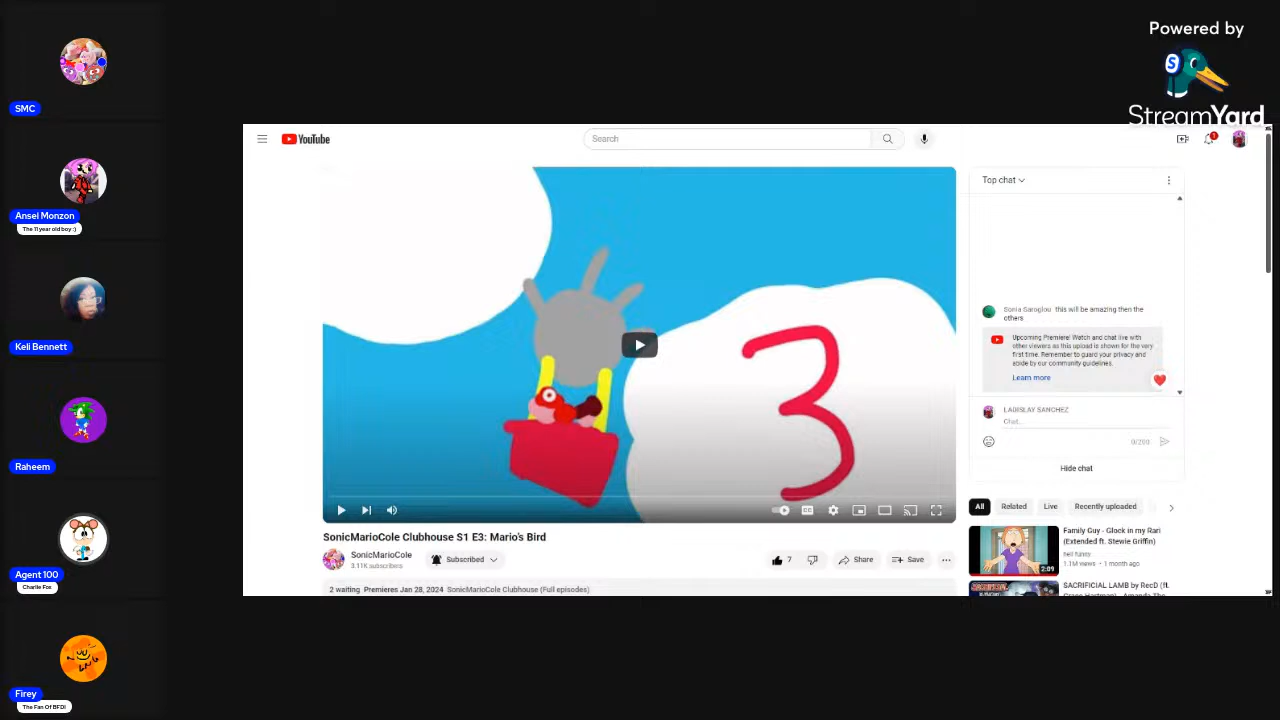 Powered by
StreamYard
SMC
Ansel Monzon
The 11 year old boy :)
Keli Bennett
Raheem
Agent 100
Charlie Fox
Firey
The Fan Of BFDI
YouTube
Search
3
SonicMarioCole Clubhouse S1 E3: Mario's Bird
SonicMarioCole
3.11K subscribers
Subscribed
7
Share
Save
2 waiting Premieres Jan 28, 2024 SonicMarioCole Clubhouse (Full episodes)
Top chat
Sonia Saroglou this will be amazing then the
others
Upcoming Premiere! Watch and chat live with
other viewers as this upload is shown for the very
first time. Remember to guard your privacy and
abide by our community guidelines.
Learn more
LADISLAY SANCHEZ
Chat...
0/200
Hide chat
All
Related
Live
Recently uploaded
Family Guy - Glock in my Rari
(Extended ft. Stewie Griffin)
hell funny
1.1M views • 1 month ago
2:09
SACRIFICIAL LAMB by RecD (ft.